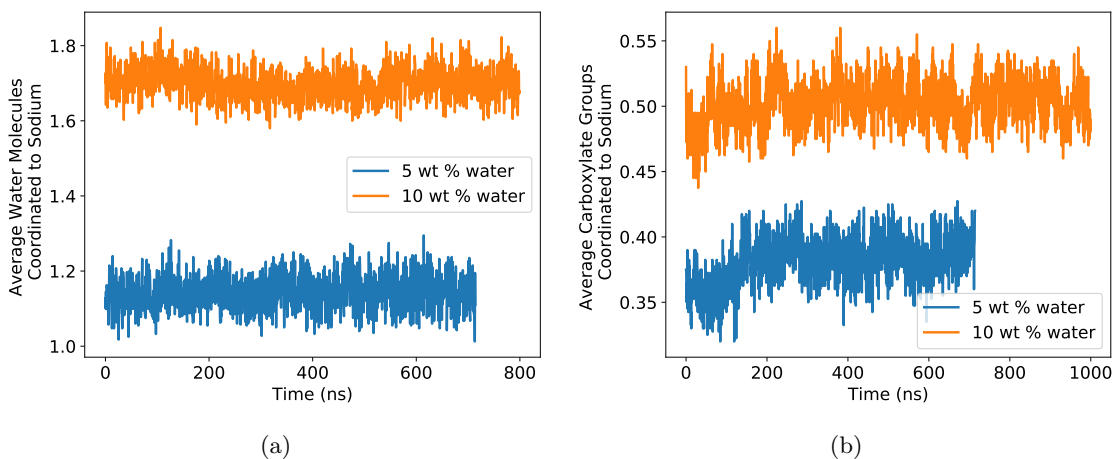 Average Water Molecules
Coordinated to Sodium
1.8
1.6
1.4
1.2
1.0
5 wt % water
10 wt % water
0
200
400
600
800
Time (ns)
(a)
Average Carboxylate Groups
Coordinated to Sodium
0.55
0.50
0.45
0.40
0.35
5 wt % water
10 wt % water
0
200
400
600
800
1000
Time (ns)
(b)